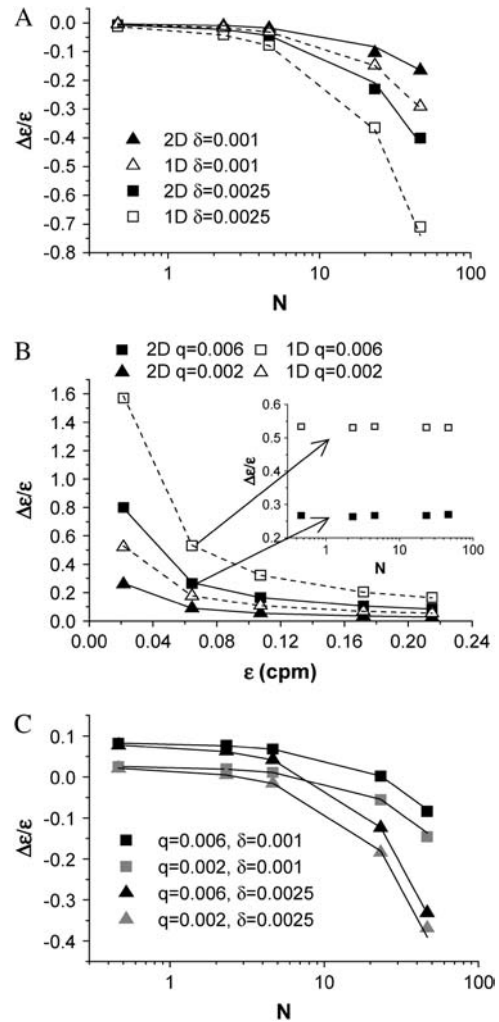 A
0.0
-0.1
-0.2
-0.3
-0.4
-0.5
-0.6
-0.7
-0.8
Δε/ε
▲ 2D δ=0.001
△ 1D δ=0.001
■ 2D δ=0.0025
□ 1D δ=0.0025
1 10 100
N
B
■ 2D q=0.006 □ 1D q=0.006
▲ 2D q=0.002 △ 1D q=0.002
1.6
1.4
1.2
1.0
0.8
0.6
0.4
0.2
0.0
Δε/ε
0.6
0.5
0.4
0.3
0.2
Δε/ε
1 10 100
N
0.00 0.04 0.08 0.12 0.16 0.20 0.24
ε (cpm)
C
0.1
0.0
-0.1
-0.2
-0.3
-0.4
Δε/ε
■ q=0.006, δ=0.001
■ q=0.002, δ=0.001
▲ q=0.006, δ=0.0025
▲ q=0.002, δ=0.0025
1 10 100
N